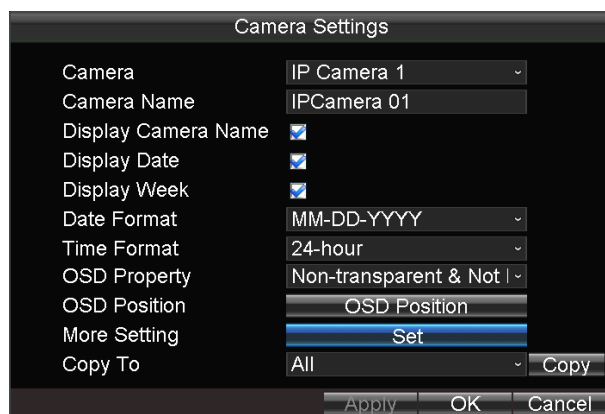 Camera Settings
Camera IP Camera 1
Camera Name IPCamera 01
Display Camera Name
Display Date
Display Week
Date Format MM-DD-YYYY
Time Format 24-hour
OSD Property Non-transparent & Not
OSD Position OSD Position
More Setting Set
Copy To All Copy
Apply OK Cancel